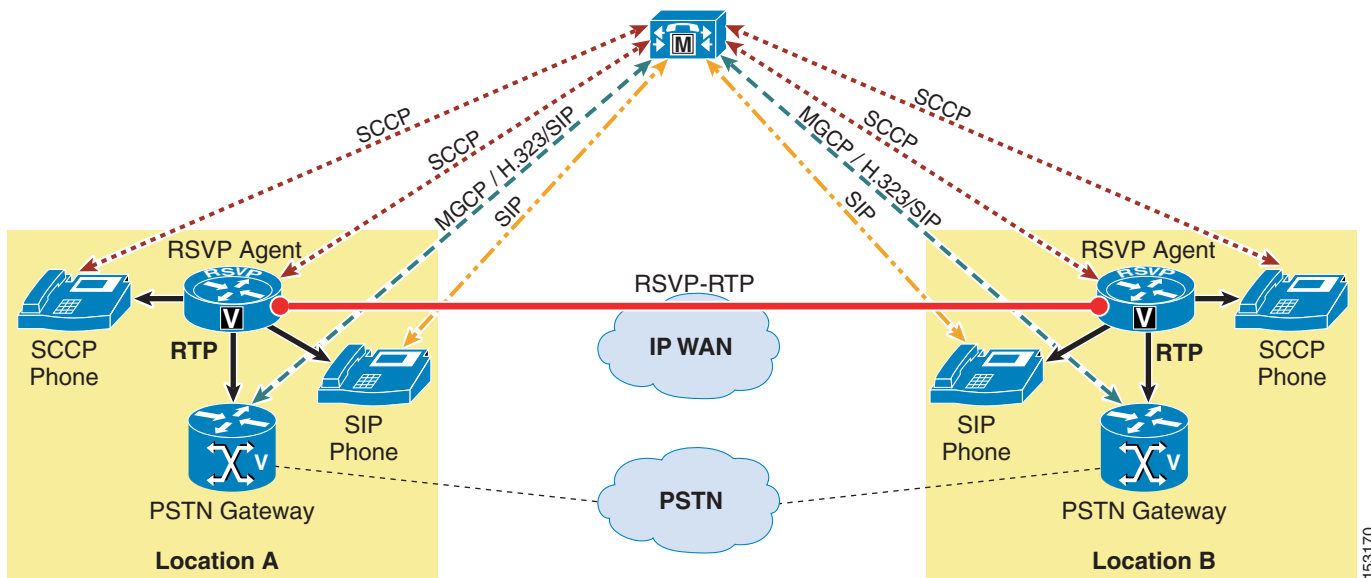 M
SCCP
SCCP
MGCP / H.323/SIP
SIP
SCCP
SCCP
MGCP / H.323/SIP
SIP
RSVP Agent
RSVP
V
SCCP
Phone
RTP
SIP
Phone
V
PSTN Gateway
Location A
RSVP-RTP
IP WAN
PSTN
RSVP Agent
RSVP
V
RTP
SCCP
Phone
SIP
Phone
V
PSTN Gateway
Location B
153170